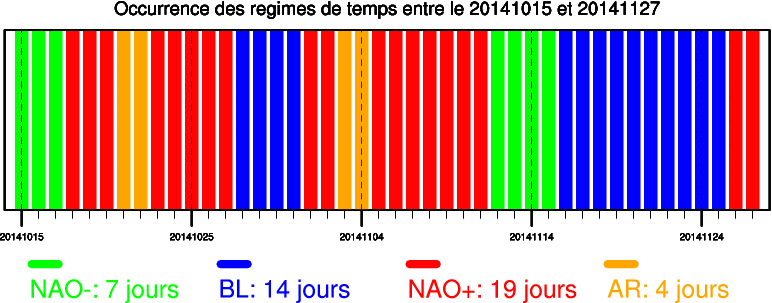 Occurrence des regimes de temps entre le 20141015 et 20141127
20141015 20141025 20141104 20141114 20141124
NAO-: 7 jours BL: 14 jours NAO+: 19 jours AR: 4 jours